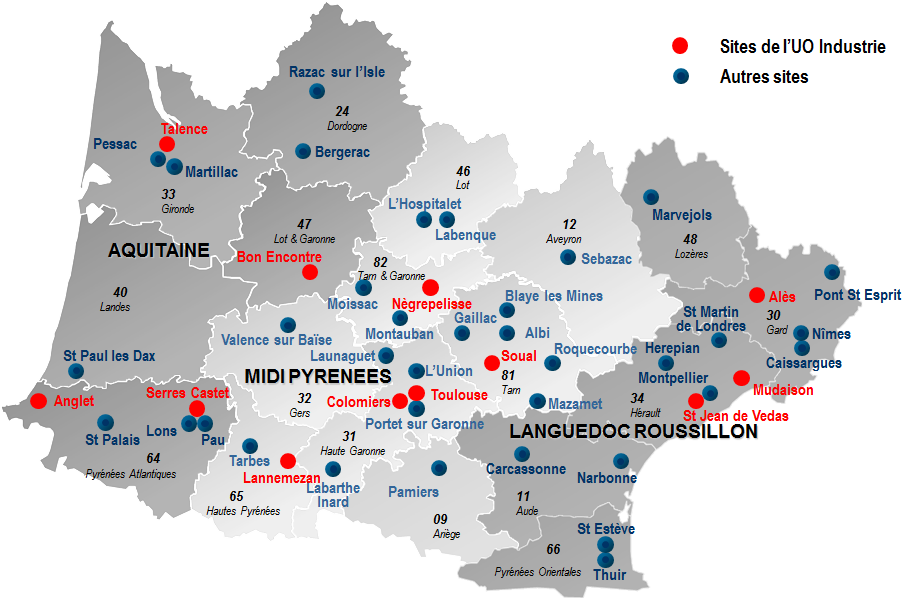 Sites de l'UO Industrie
Autres sites
Razac sur l'Isle
24
Dordogne
Bergerac
Talence
Pessac
Martillac
33
Gironde
AQUITAINE
47
Lot & Garonne
Bon Encontre
46
Lot
L'Hospitalet
Labenque
12
Aveyron
Sebazac
Marvejols
48
Lozères
40
Landes
82
Tarn & Garonne
Moissac
Nègrepelisse
Montauban
Blaye les Mines
Gaillac
Albi
Alès
Pont St Esprit
30
Gard
St Martin
de Londres
Nîmes
Caissargues
Valence sur Baïse
Launaguet
L'Union
Soual
Roquecourbe
Herepian
Montpellier
St Paul les Dax
MIDI PYRENEES
81
Tarn
Mudaison
Anglet
Serres Castet
32
Gers
Colomiers
Toulouse
Mazamet
34
Hérault
St Jean de Vedas
St Palais
Lons
Pau
Portet sur Garonne
LANGUEDOC ROUSSILLON
64
Pyrénées Atlantiques
Tarbes
Lannemezan
31
Haute Garonne
Labarthe
Inard
Pamiers
Carcassonne
Narbonne
65
Hautes Pyrénées
11
Aude
09
Ariège
St Estève
66
Pyrénées Orientales
Thuir